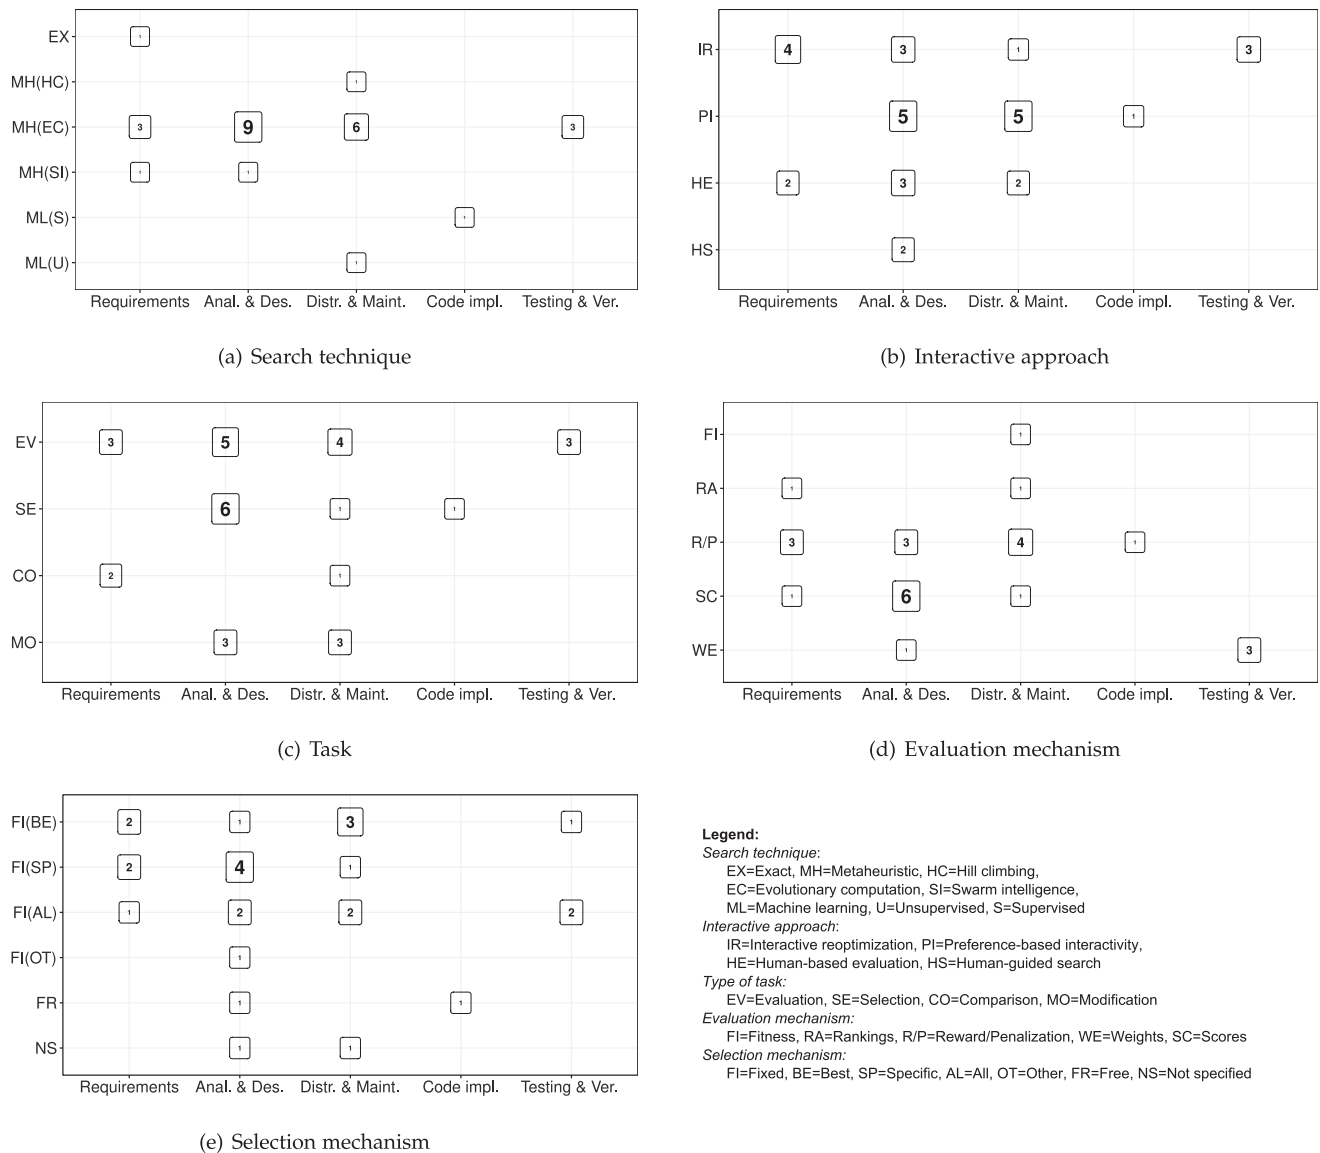 EX 1
MH(HC) 1
MH(EC) 3 9 6 3
MH(SI) 1 1
ML(S) 1
ML(U) 1
Requirements Anal. & Des. Distr. & Maint. Code impl. Testing & Ver.
(a) Search technique
IR 4 3 1 3
PI 5 5 1
HE 2 3 2
HS 2
Requirements Anal. & Des. Distr. & Maint. Code impl. Testing & Ver.
(b) Interactive approach
EV 3 5 4 3
SE 6 1 1
CO 2 1
MO 3 3
Requirements Anal. & Des. Distr. & Maint. Code impl. Testing & Ver.
(c) Task
FI 1
RA 1 1
R/P 3 3 4 1
SC 1 6 1
WE 1 3
Requirements Anal. & Des. Distr. & Maint. Code impl. Testing & Ver.
(d) Evaluation mechanism
FI(BE) 2 1 3 1
FI(SP) 2 4 1
FI(AL) 1 2 2 2
FI(OT) 1
FR 1 1
NS 1 1
Requirements Anal. & Des. Distr. & Maint. Code impl. Testing & Ver.
(e) Selection mechanism
Legend:
Search technique:
EX=Exact, MH=Metaheuristic, HC=Hill climbing,
EC=Evolutionary computation, SI=Swarm intelligence,
ML=Machine learning, U=Unsupervised, S=Supervised
Interactive approach:
IR=Interactive reoptimization, PI=Preference-based interactivity,
HE=Human-based evaluation, HS=Human-guided search
Type of task:
EV=Evaluation, SE=Selection, CO=Comparison, MO=Modification
Evaluation mechanism:
FI=Fitness, RA=Rankings, R/P=Reward/Penalization, WE=Weights, SC=Scores
Selection mechanism:
FI=Fixed, BE=Best, SP=Specific, AL=All, OT=Other, FR=Free, NS=Not specified